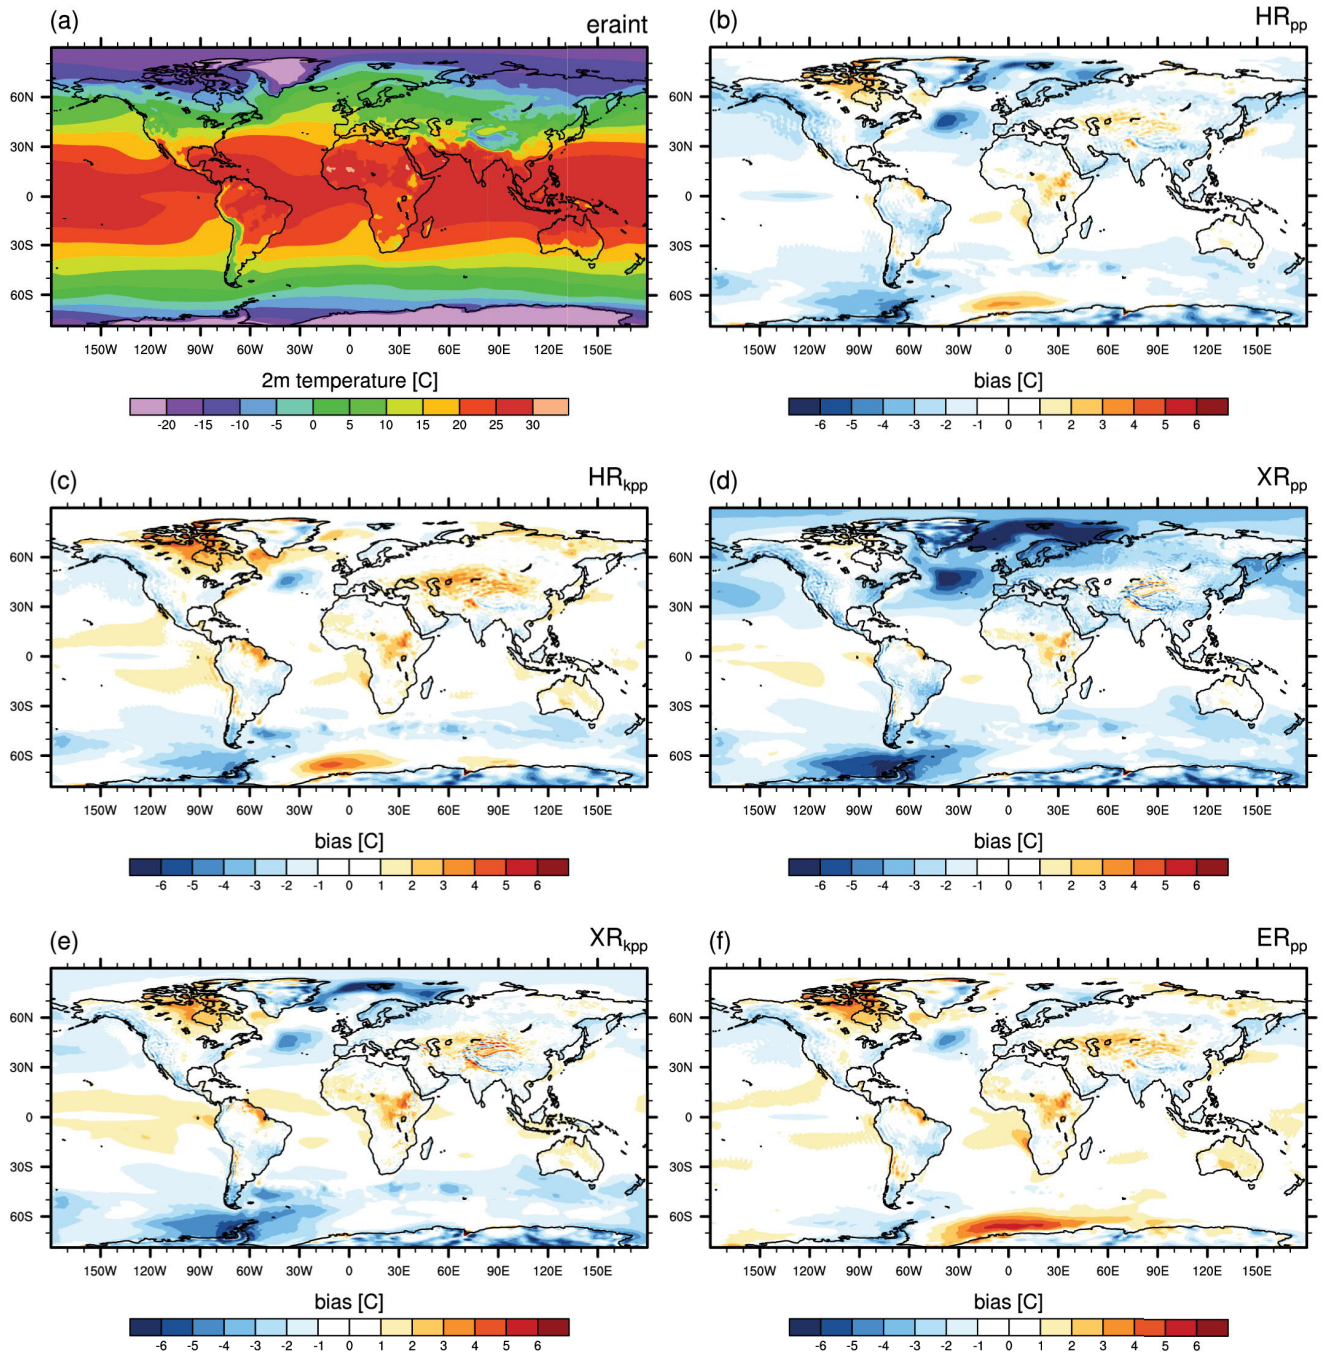 (a) eraint
60N
30N
0
30S
60S
150W 120W 90W 60W 30W 0 30E 60E 90E 120E 150E
2m temperature [C]
-20 -15 -10 -5 0 5 10 15 20 25 30
(b) HRpp
60N
30N
0
30S
60S
150W 120W 90W 60W 30W 0 30E 60E 90E 120E 150E
bias [C]
-6 -5 -4 -3 -2 -1 0 1 2 3 4 5 6
(c) HRkpp
60N
30N
0
30S
60S
150W 120W 90W 60W 30W 0 30E 60E 90E 120E 150E
bias [C]
-6 -5 -4 -3 -2 -1 0 1 2 3 4 5 6
(d) XRpp
60N
30N
0
30S
60S
150W 120W 90W 60W 30W 0 30E 60E 90E 120E 150E
bias [C]
-6 -5 -4 -3 -2 -1 0 1 2 3 4 5 6
(e) XRkpp
60N
30N
0
30S
60S
150W 120W 90W 60W 30W 0 30E 60E 90E 120E 150E
bias [C]
-6 -5 -4 -3 -2 -1 0 1 2 3 4 5 6
(f) ERpp
60N
30N
0
30S
60S
150W 120W 90W 60W 30W 0 30E 60E 90E 120E 150E
bias [C]
-6 -5 -4 -3 -2 -1 0 1 2 3 4 5 6